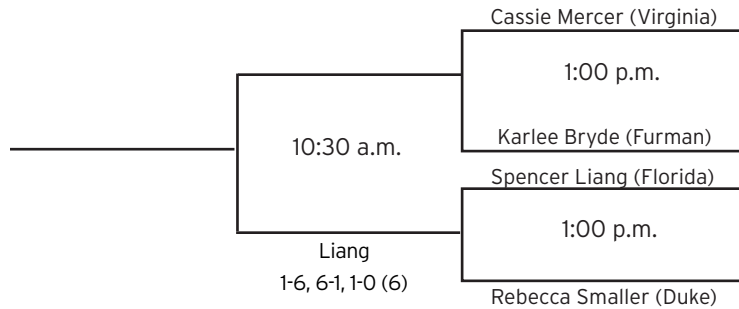 Cassie Mercer (Virginia)
1:00 p.m.
10:30 a.m.
Karlee Bryde (Furman)
Spencer Liang (Florida)
1:00 p.m.
Liang
1-6, 6-1, 1-0 (6)
Rebecca Smaller (Duke)